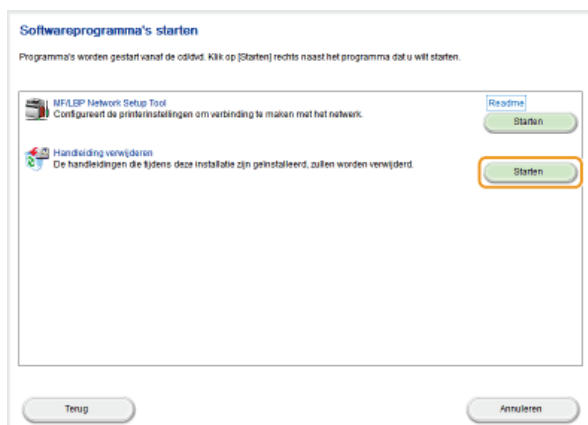 Softwareprogramma's starten
Programma's worden gestart vanaf de cd/dvd. Klik op [Starten] rechts naast het programma dat u wilt starten.
MF/LBP Network Setup Tool
Readme
Configureert de printerinstellingen om verbinding te maken met het netwerk.
Starten
Handleiding verwijderen
De handleidingen die tijdens deze installatie zijn geïnstalleerd, zullen worden verwijderd.
Starten
Terug
Annuleren